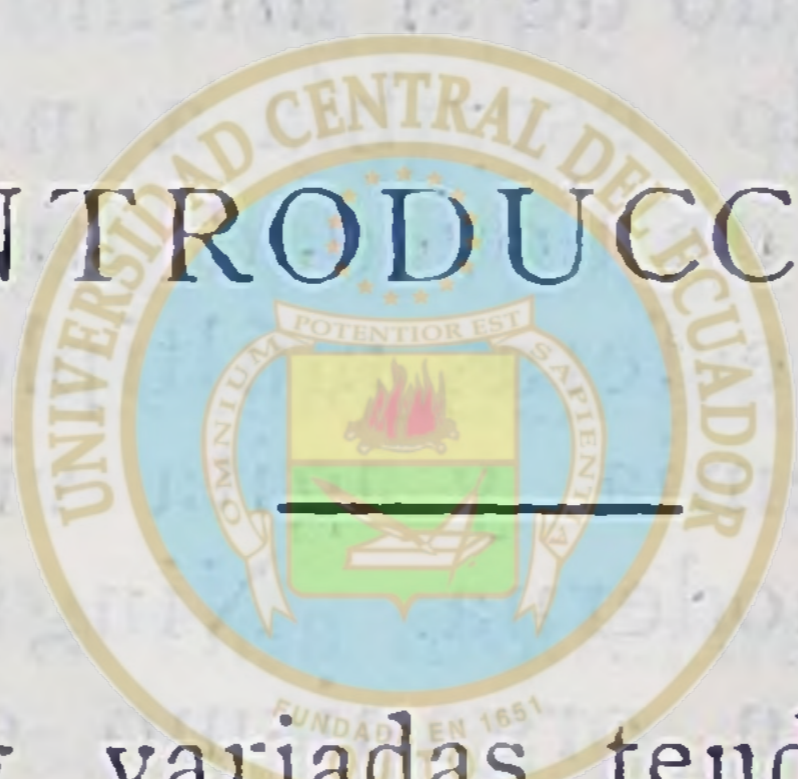 UNIVERSIDAD CENTRAL DEL ECUADOR
NTRODUCC
POTENTIOR EST
OMNIUM
SAPIENTIA
FUNDADA EN 1651
variadas tend